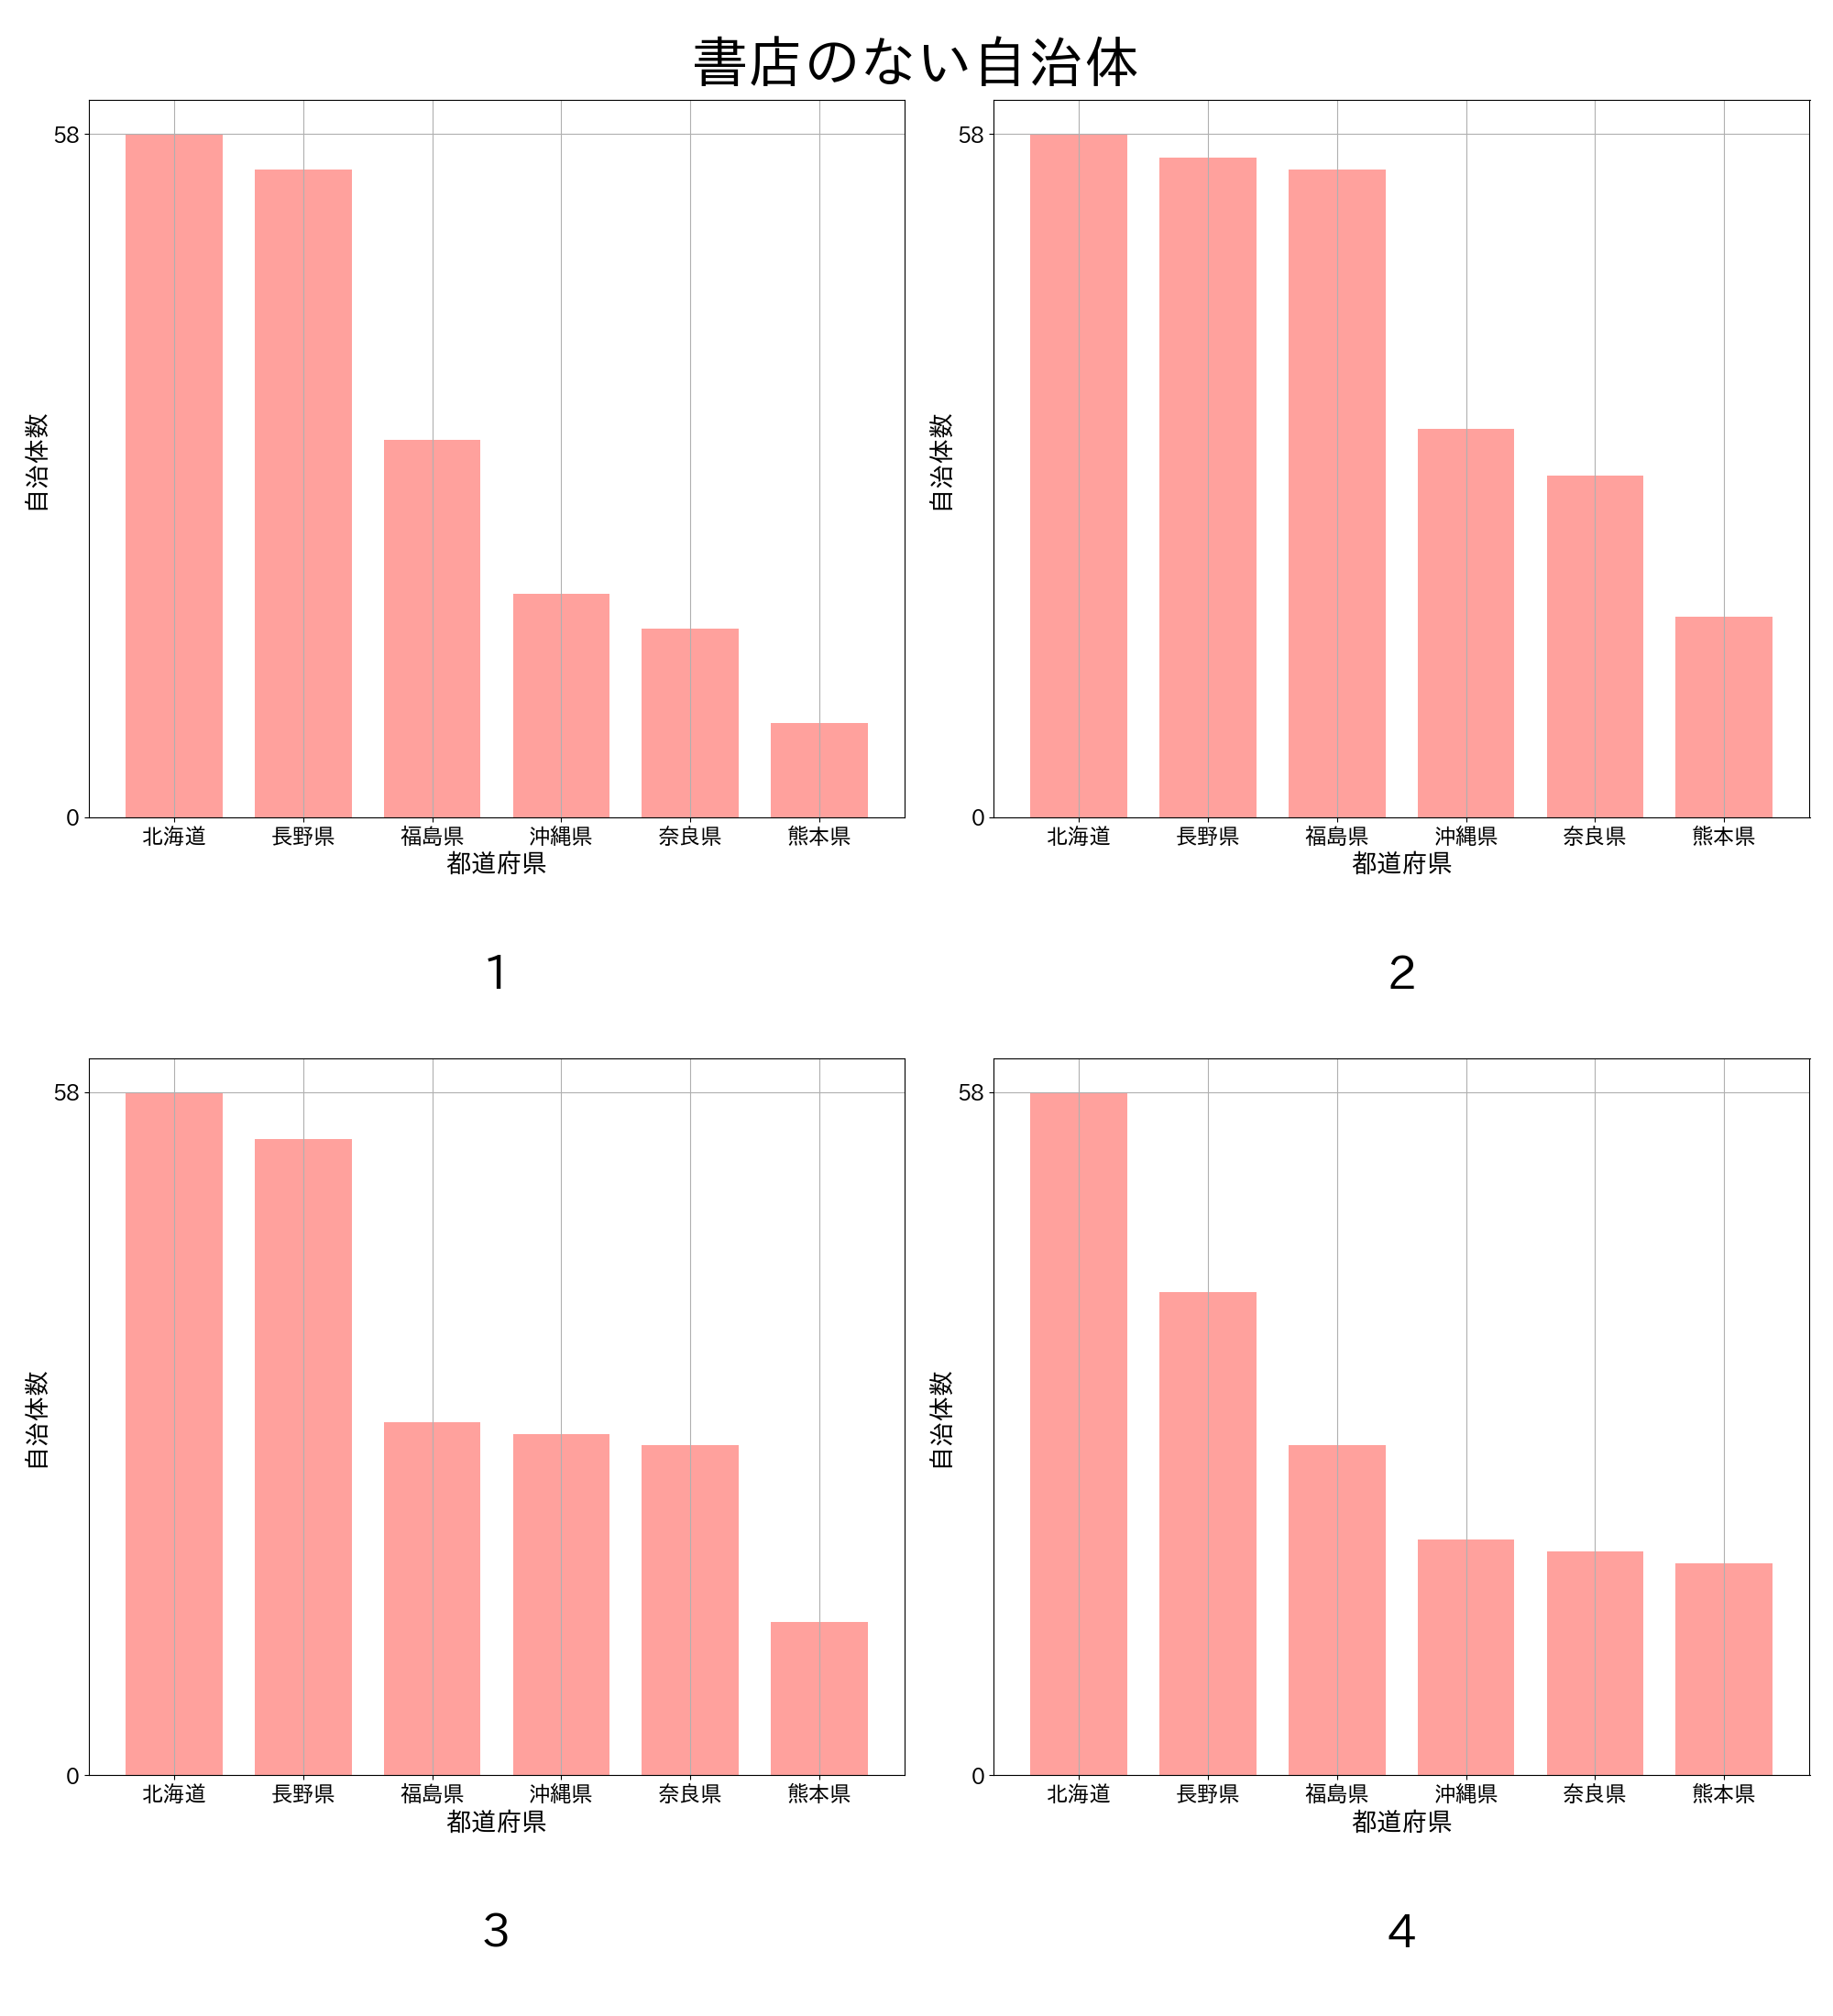 書店のない自治体
58
0
自治体数
北海道 長野県 福島県 沖縄県 奈良県 熊本県
都道府県
1
58
0
自治体数
北海道 長野県 福島県 沖縄県 奈良県 熊本県
都道府県
2
58
0
自治体数
北海道 長野県 福島県 沖縄県 奈良県 熊本県
都道府県
3
58
0
自治体数
北海道 長野県 福島県 沖縄県 奈良県 熊本県
都道府県
4